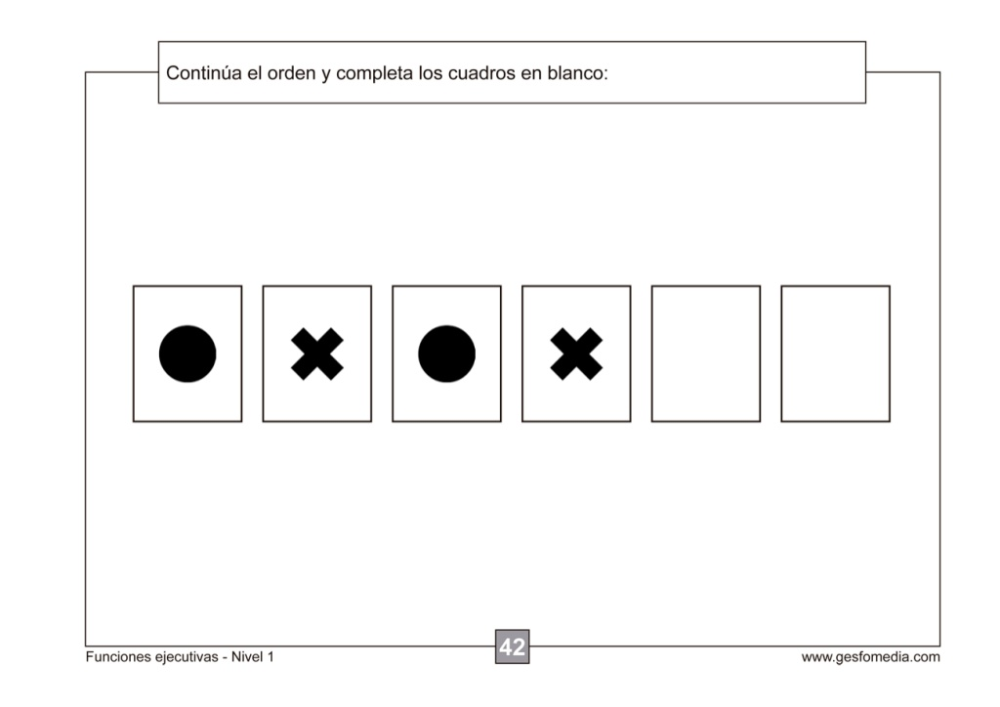 Continúa el orden y completa los cuadros en blanco:
Funciones ejecutivas - Nivel 1
42
www.gesfomedia.com